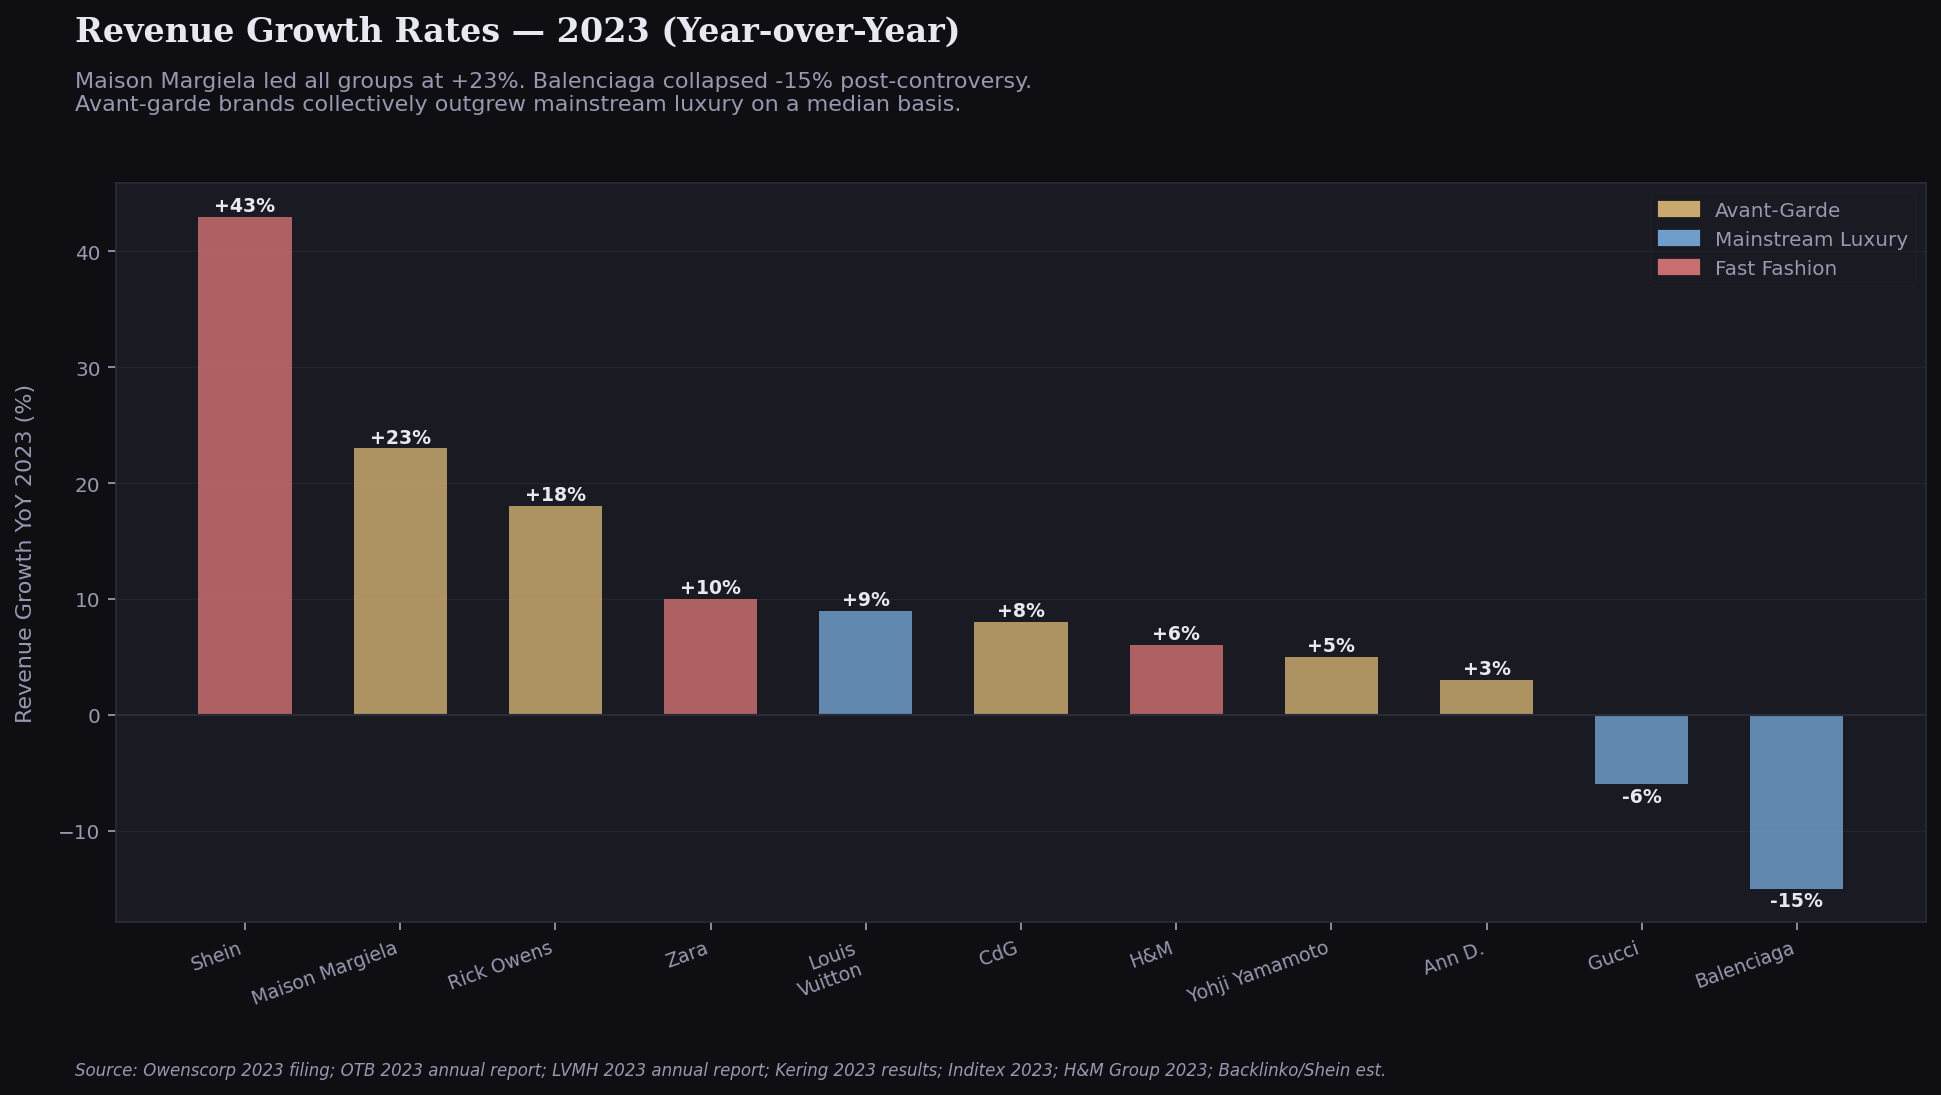 Revenue Growth Rates — 2023 (Year-over-Year)
Maison Margiela led all groups at +23%. Balenciaga collapsed -15% post-controversy.
Avant-garde brands collectively outgrew mainstream luxury on a median basis.
Avant-Garde
Mainstream Luxury
Fast Fashion
Revenue Growth YoY 2023 (%)
40
30
20
10
0
−10
+43%
+23%
+18%
+10%
+9%
+8%
+6%
+5%
+3%
-6%
-15%
Shein
Maison Margiela
Rick Owens
Zara
Louis
Vuitton
CdG
H&M
Yohji Yamamoto
Ann D.
Gucci
Balenciaga
Source: Owenscorp 2023 filing; OTB 2023 annual report; LVMH 2023 annual report; Kering 2023 results; Inditex 2023; H&M Group 2023; Backlinko/Shein est.